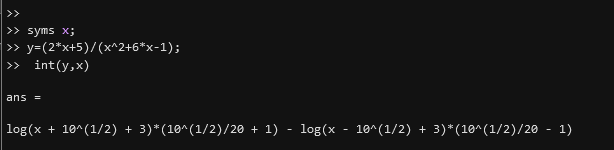 >>
>> syms x;
>> y=(2*x+5)/(x^2+6*x-1);
>>  int(y,x)
ans =
log(x + 10^(1/2) + 3)*(10^(1/2)/20 + 1) - log(x - 10^(1/2) + 3)*(10^(1/2)/20 - 1)